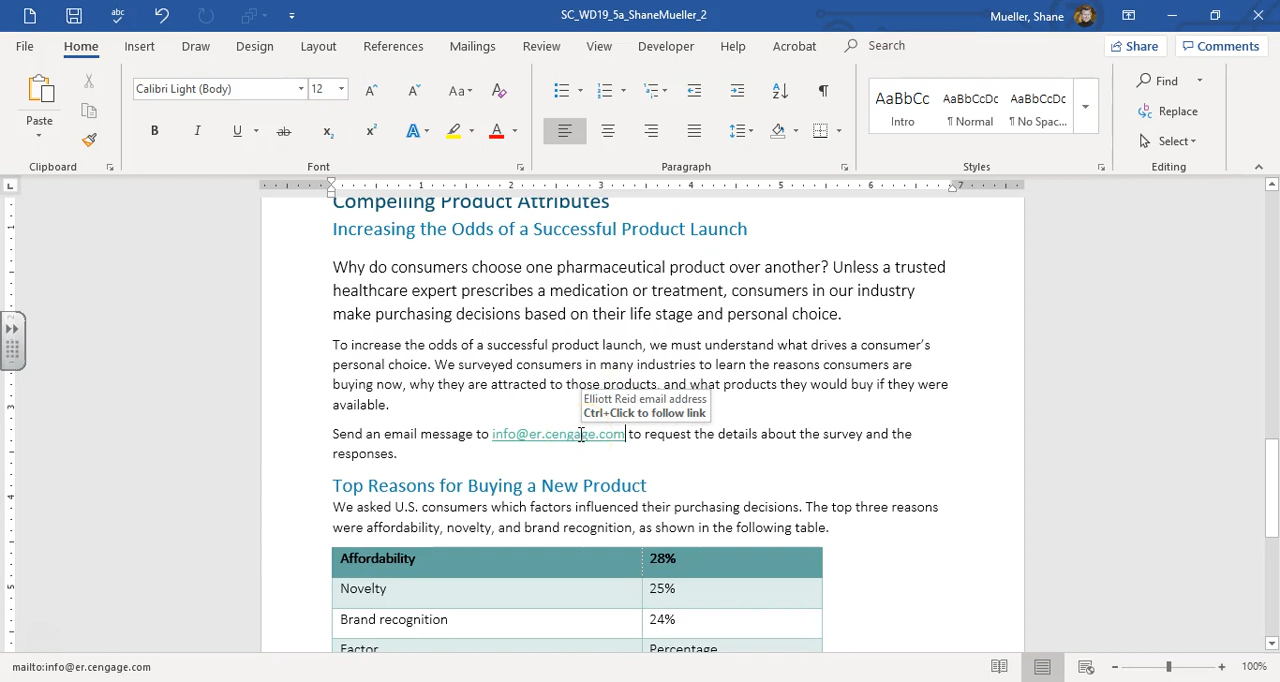 SC_WD19_5a_ShaneMueller_2
Mueller, Shane
File Home Insert Draw Design Layout References Mailings Review View Developer Help Acrobat Search Share Comments
Paste
Clipboard
Calibri Light (Body) 12
Font
Paragraph
AaBbCc AaBbCcDc AaBbCcDc
Intro ¶ Normal ¶ No Spac...
Styles
Find
Replace
Select
Editing
1 2 3 4 5 6 7
Compelling Product Attributes
Increasing the Odds of a Successful Product Launch
Why do consumers choose one pharmaceutical product over another? Unless a trusted
healthcare expert prescribes a medication or treatment, consumers in our industry
make purchasing decisions based on their life stage and personal choice.
To increase the odds of a successful product launch, we must understand what drives a consumer’s
personal choice. We surveyed consumers in many industries to learn the reasons consumers are
buying now, why they are attracted to those products, and what products they would buy if they were
available.
Elliott Reid email address
Ctrl+Click to follow link
Send an email message to info@er.cengage.com to request the details about the survey and the
responses.
Top Reasons for Buying a New Product
We asked U.S. consumers which factors influenced their purchasing decisions. The top three reasons
were affordability, novelty, and brand recognition, as shown in the following table.
Affordability 28%
Novelty 25%
Brand recognition 24%
Factor Percentage
mailto:info@er.cengage.com
100%